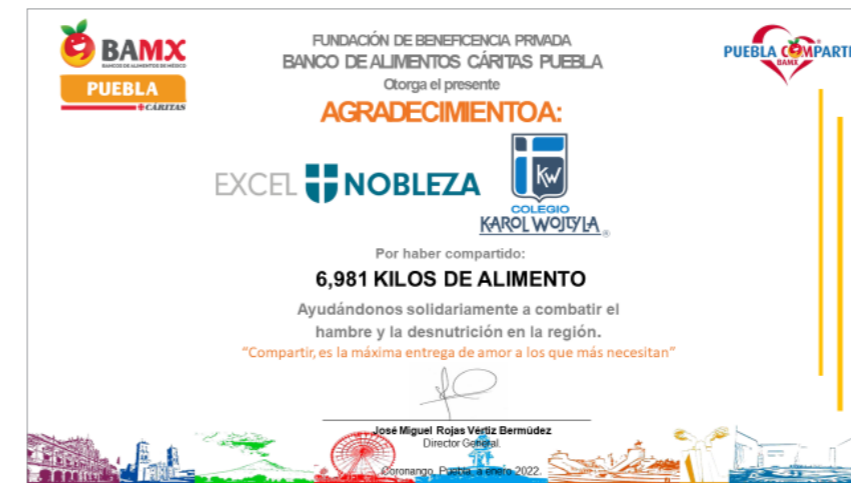 BAMX
BANCOS DE ALIMENTOS DE MÉXICO
PUEBLA
CÁRITAS
FUNDACIÓN DE BENEFICENCIA PRIVADA
BANCO DE ALIMENTOS CÁRITAS PUEBLA
Otorga el presente
AGRADECIMIENTO A:
PUEBLA COMPARTE
BAMX
EXCEL NOBLEZA
KW
COLEGIO
KAROL WOJTYLA ®
Por haber compartido:
6,981 KILOS DE ALIMENTO
Ayudándonos solidariamente a combatir el
hambre y la desnutrición en la región.
“Compartir, es la máxima entrega de amor a los que más necesitan”
José Miguel Rojas Vértiz Bermúdez
Director General.
Coronango, Puebla, a enero 2022.